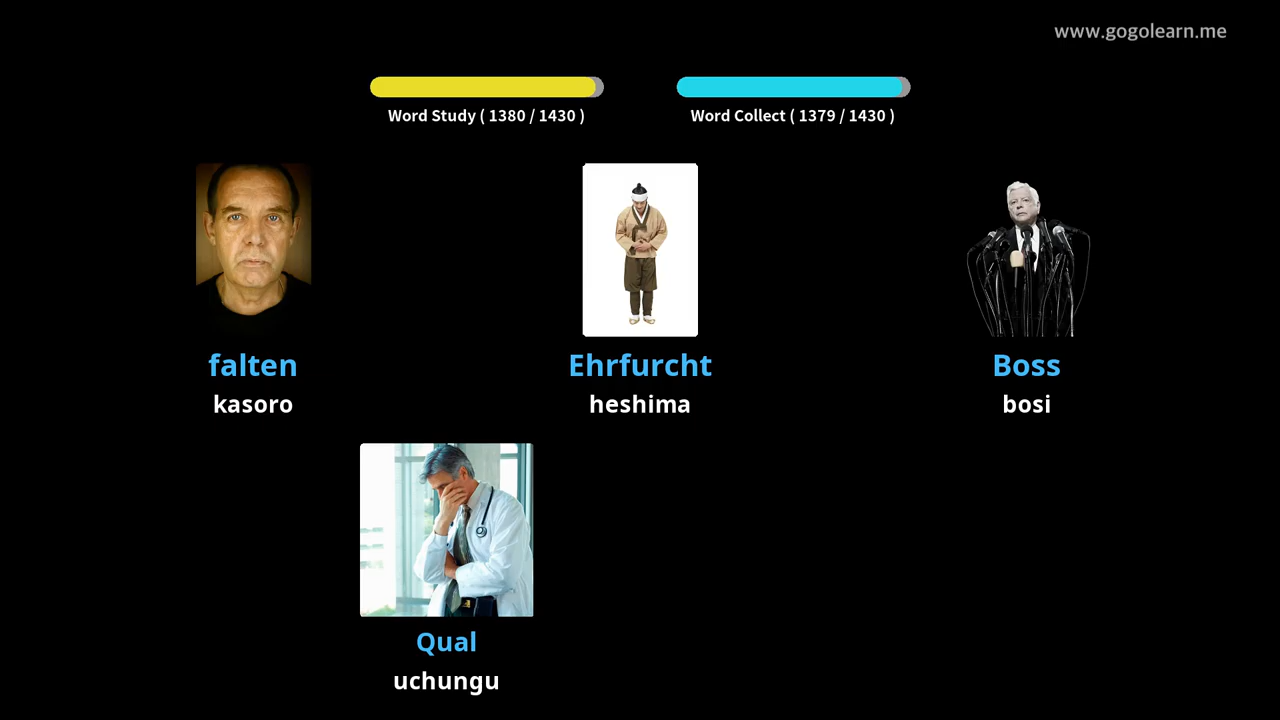 www.gogolearn.me
Word Study ( 1380 / 1430 )
Word Collect ( 1379 / 1430 )
falten
kasoro
Ehrfurcht
heshima
Boss
bosi
Qual
uchungu